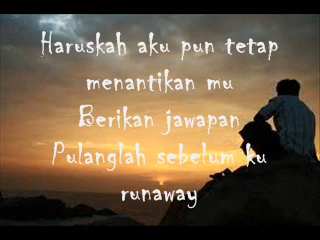 Haruskah aku pun tetap
menantikan mu
Berikan jawapan
Pulanglah sebelum ku
runaway